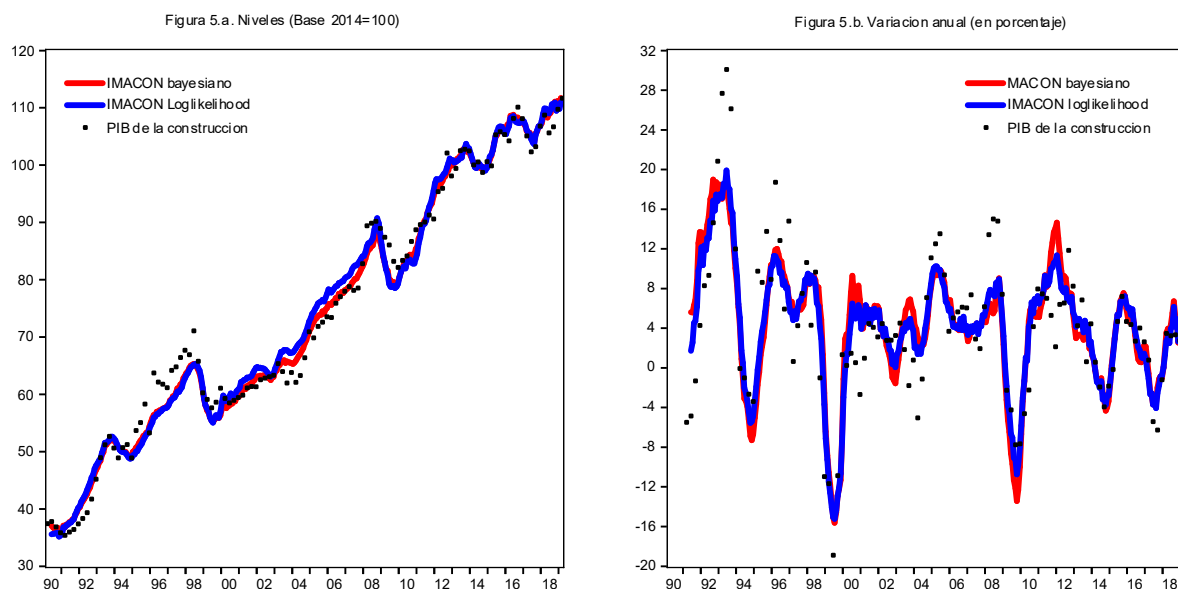 Figura 5.a. Niveles (Base 2014=100)
120
110
100
90
80
70
60
50
40
30
IMACON bayesiano
IMACON Loglikelihood
PIB de la construccion
90 92 94 96 98 00 02 04 06 08 10 12 14 16 18
Figura 5.b. Variacion anual (en porcentaje)
32
28
24
20
16
12
8
4
0
-4
-8
-12
-16
-20
MACON bayesiano
IMACON loglikelihood
PIB de la construccion
90 92 94 96 98 00 02 04 06 08 10 12 14 16 18